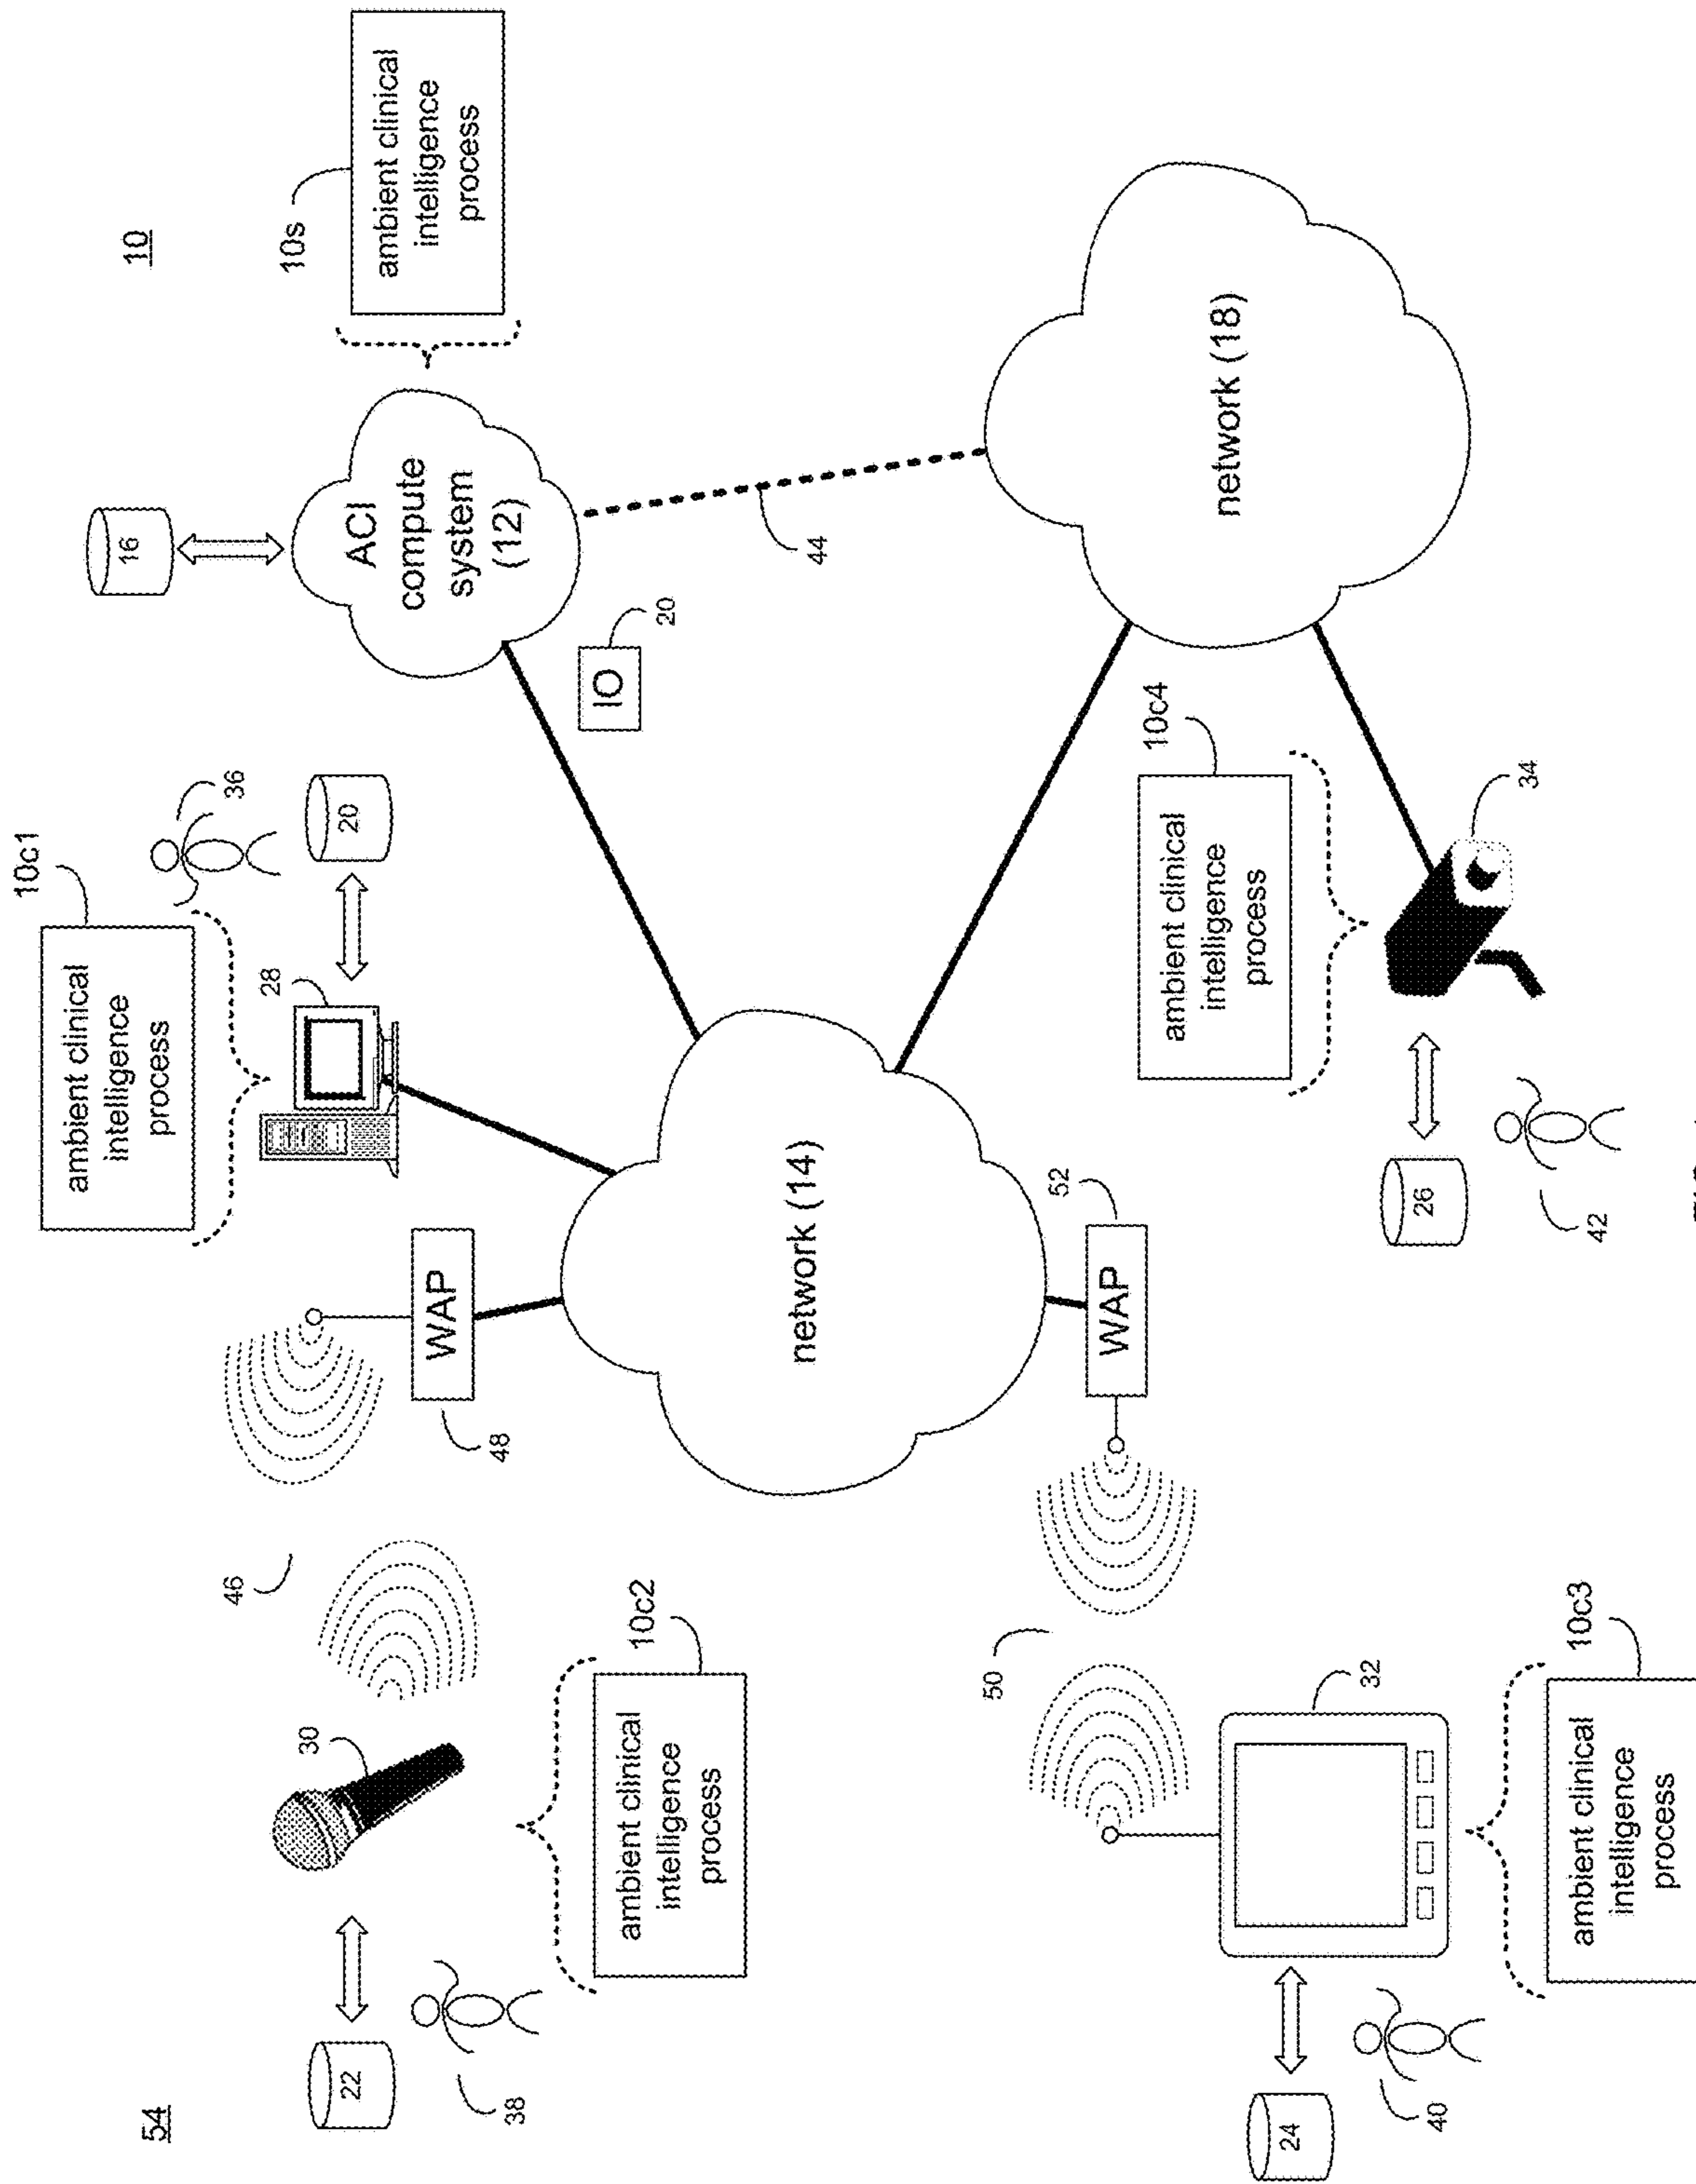 10c1
ambient clinical
intelligence
process
54
16
10
46
36
28
10s
30
22
20
ACI
compute
system
(12)
ambient clinical
intelligence
process
WAP
48
38
10c2
ambient clinical
intelligence
process
IO
20
network (14)
44
50
52
WAP
10c4
ambient clinical
intelligence
process
network (18)
24
32
26
40
34
10c3
42
ambient clinical
intelligence
process